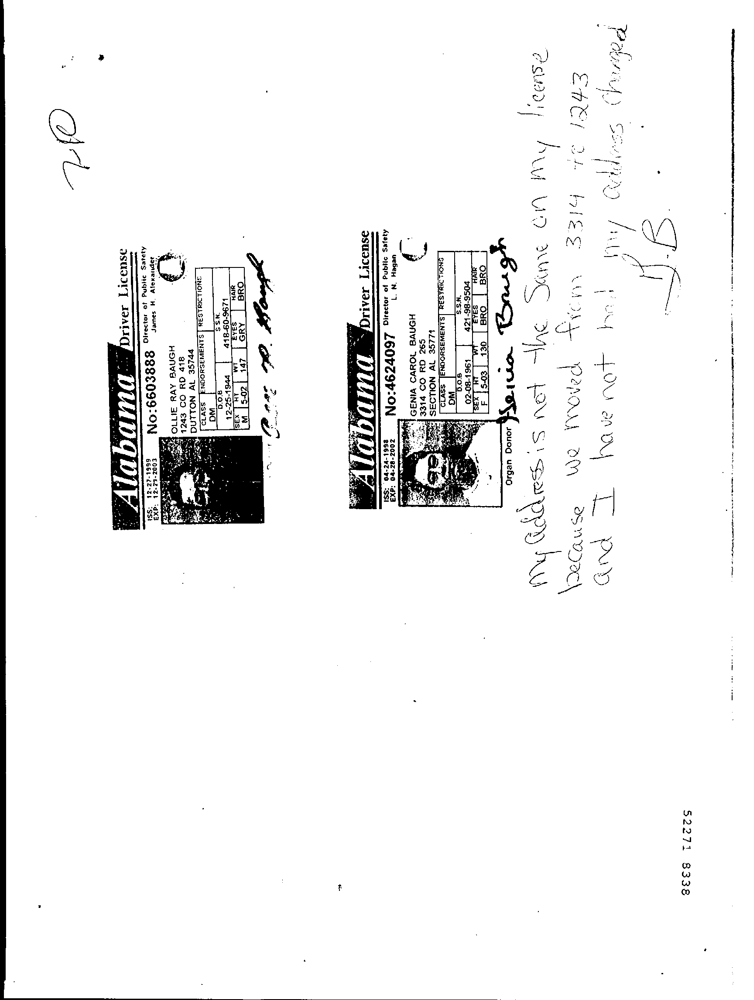 7/10
Alabama Driver License
No:6603888 Director of Public Safety
James H. Alexander
ISS: 12-27-1999
EXP: 12-27-2003
OLLIE RAY BAUGH
1243 CO RD 418
DUTTON AL 35744
CLASS ENDORSEMENTS RESTRICTIONS
DM
D.O.B S.S.N.
12-25-1944 418-60-9671
SEX HT WT EYES HAIR
M 5-02 147 GRY BRO
Alabama Driver License
No:4624097 Director of Public Safety
L. N. Hagan
ISS: 04-24-1998
EXP: 04-28-2002
GENIA CAROL BAUGH
3314 CO RD 265
SECTION AL 35771
CLASS ENDORSEMENTS RESTRICTIONS
DM
D.O.B S.S.N.
02-08-1961 421-98-9504
SEX HT WT EYES HAIR
F 5-03 130 BRO BRO
Organ Donor Genia Baugh
my address is not the same on my license
because we moved from 3314 to 1243
and I have not had my address changed
52271 8338